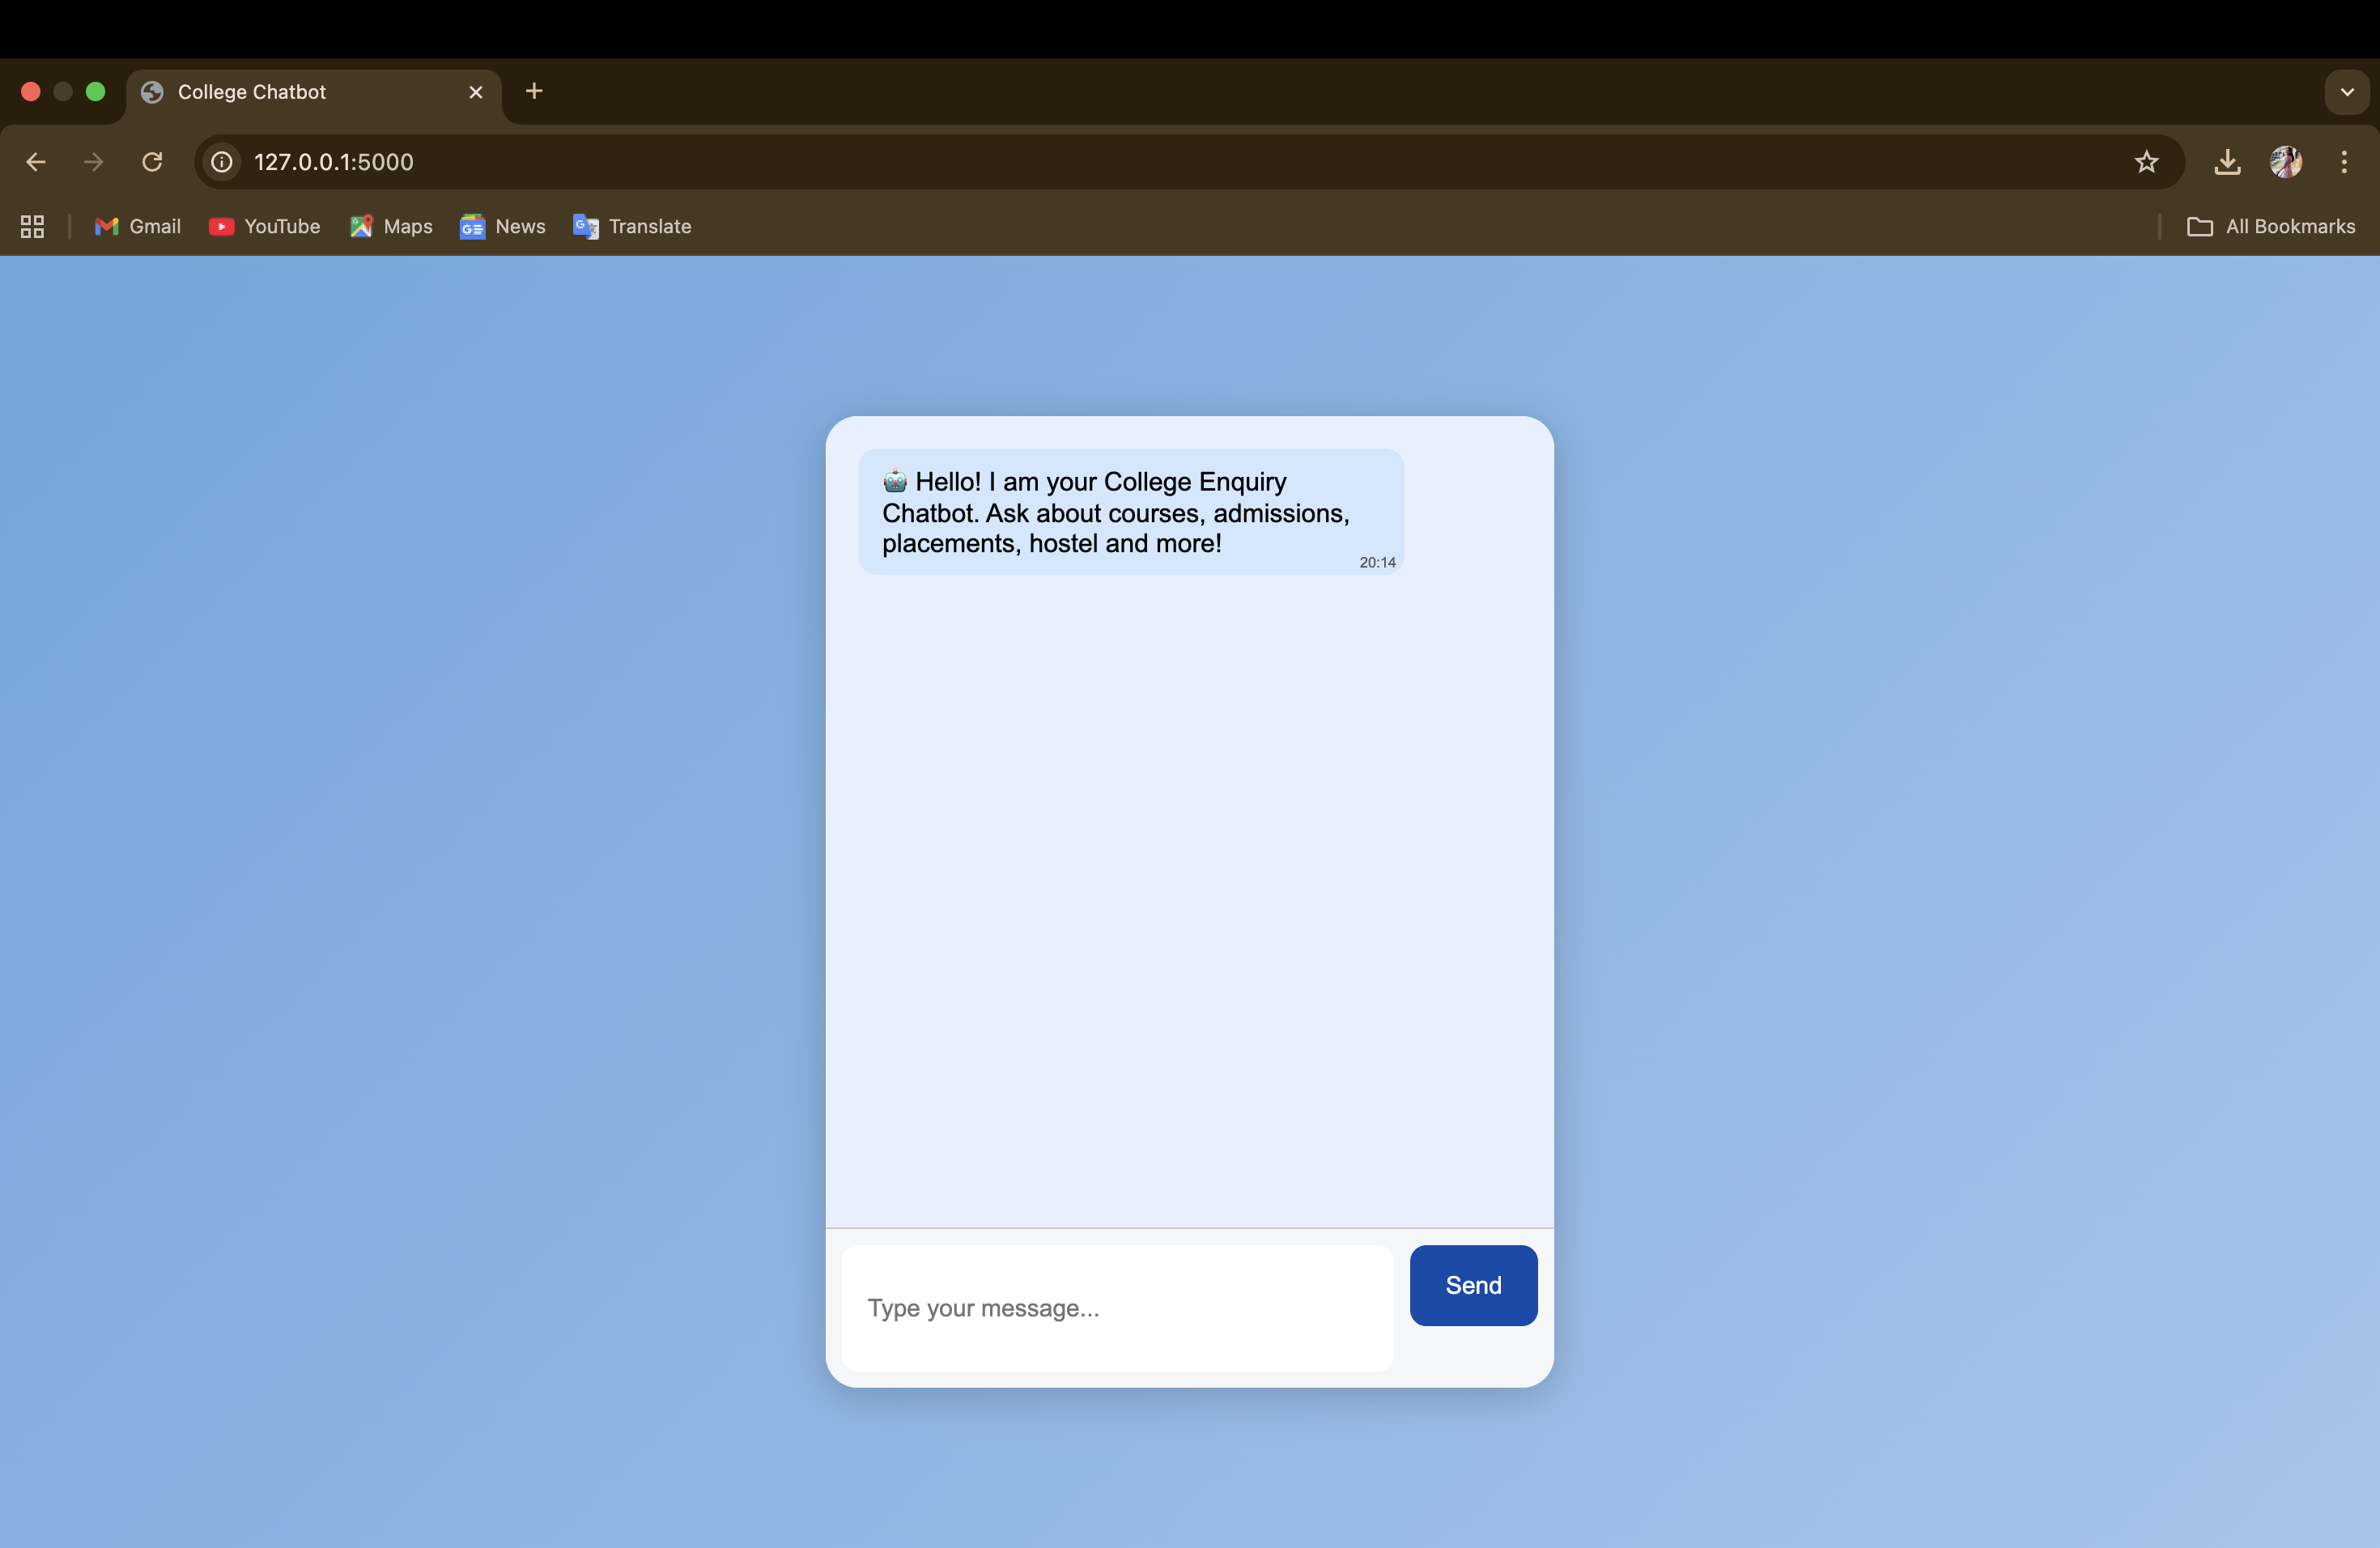 College Chatbot
127.0.0.1:5000
Gmail YouTube Maps News Translate All Bookmarks
🤖 Hello! I am your College Enquiry
Chatbot. Ask about courses, admissions,
placements, hostel and more!
20:14
Type your message...
Send